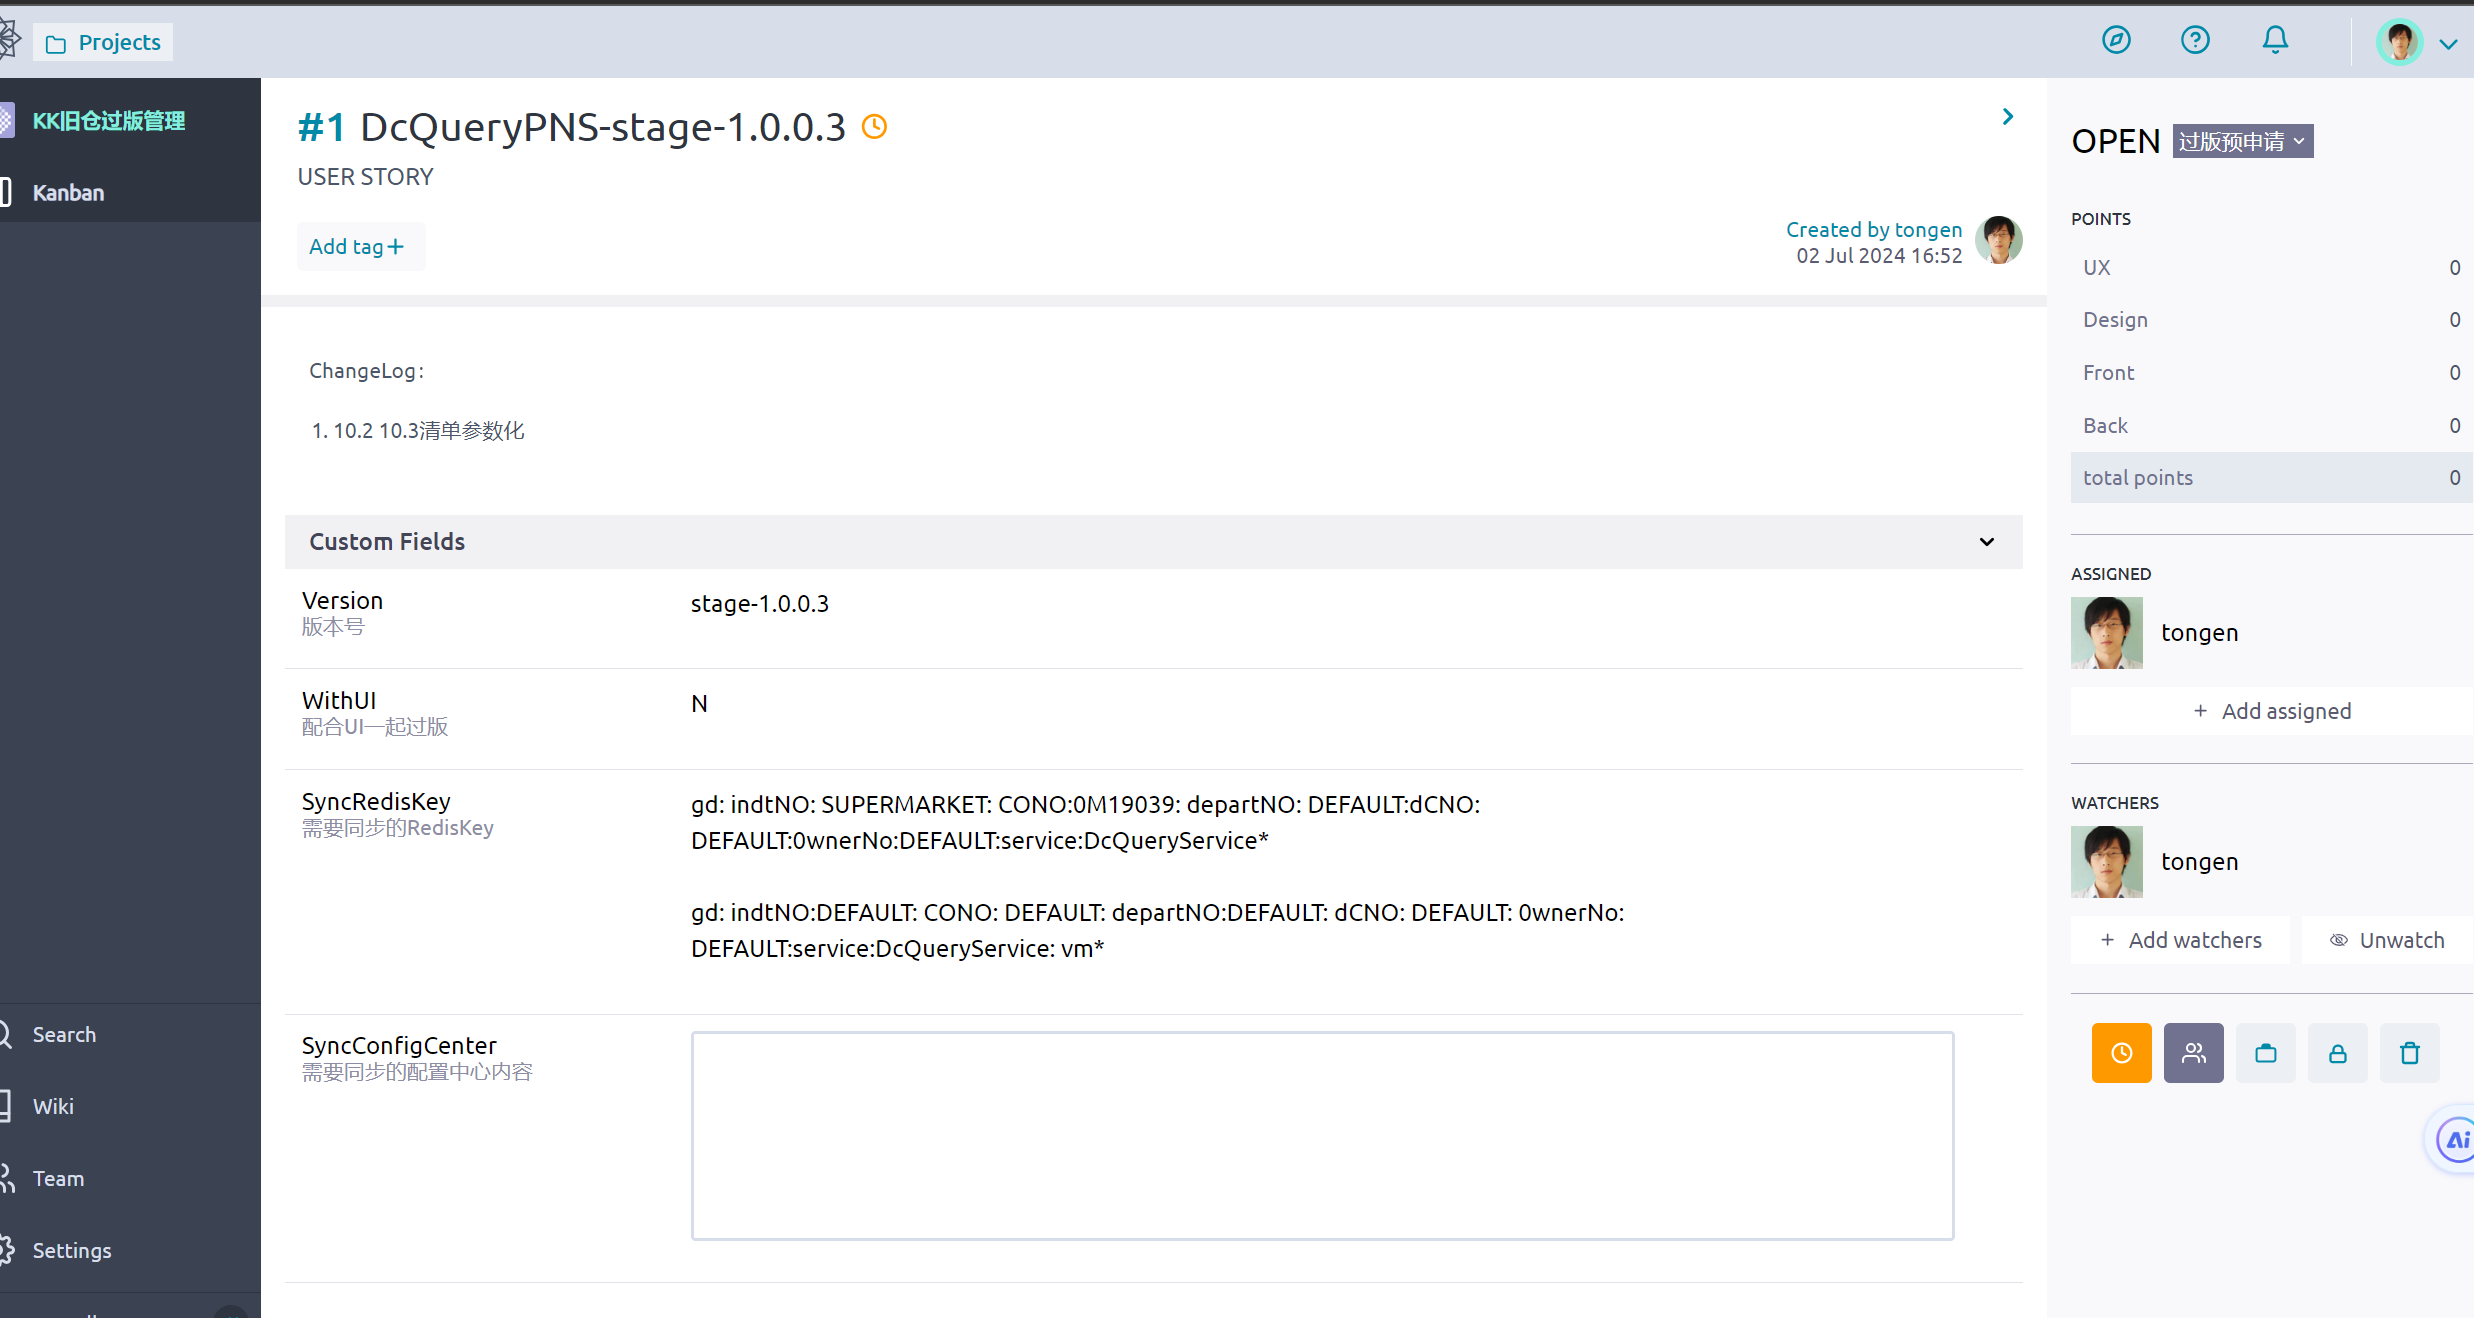 Projects
KK旧仓过版管理
Kanban
Search
Wiki
Team
Settings
#1 DcQueryPNS-stage-1.0.0.3
USER STORY
Add tag+
Created by tongen
02 Jul 2024 16:52
ChangeLog:
1. 10.2 10.3清单参数化
Custom Fields
Version
版本号
stage-1.0.0.3
WithUI
配合UI一起过版
N
SyncRedisKey
需要同步的RedisKey
gd: indtNO: SUPERMARKET: CONO:0M19039: departNO: DEFAULT:dCNO:
DEFAULT:0wnerNo:DEFAULT:service:DcQueryService*
gd: indtNO:DEFAULT: CONO: DEFAULT: departNO:DEFAULT: dCNO: DEFAULT: 0wnerNo:
DEFAULT:service:DcQueryService: vm*
SyncConfigCenter
需要同步的配置中心内容
OPEN 过版预申请
POINTS
UX 0
Design 0
Front 0
Back 0
total points 0
ASSIGNED
tongen
+ Add assigned
WATCHERS
tongen
+ Add watchers
Unwatch
Ai